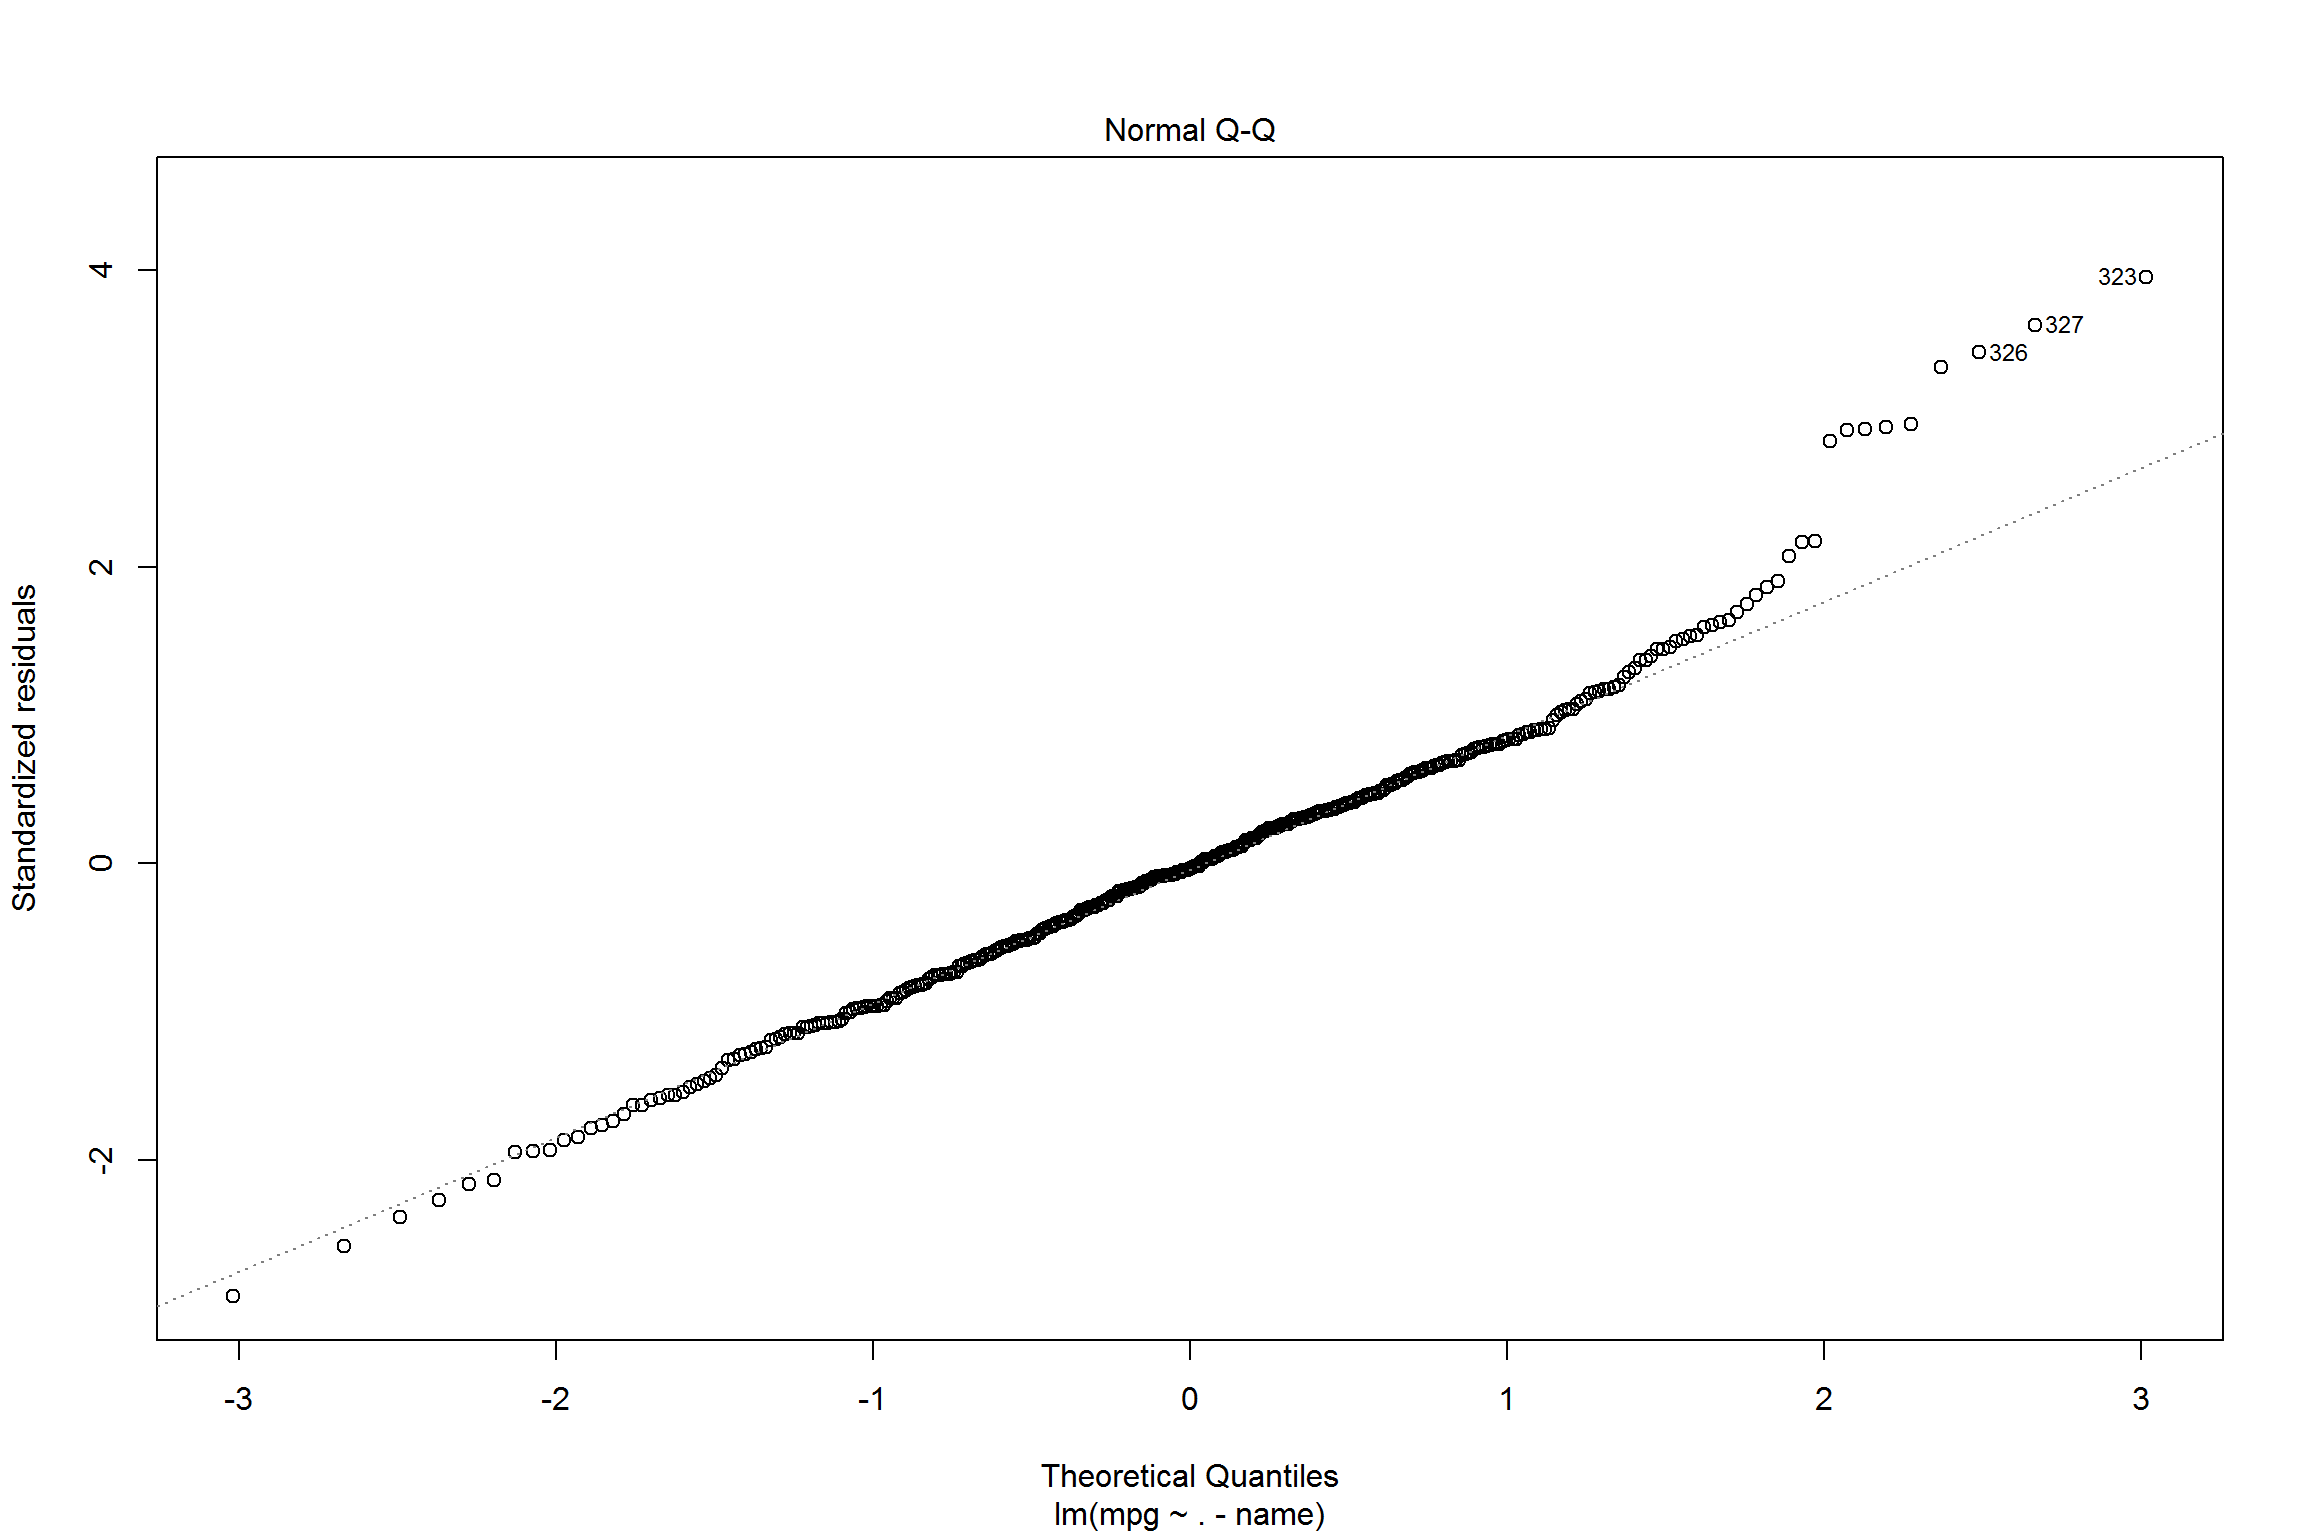 Normal Q-Q
Standardized residuals
4
2
0
-2
323
327
326
-3 -2 -1 0 1 2 3
Theoretical Quantiles
lm(mpg ~ . - name)